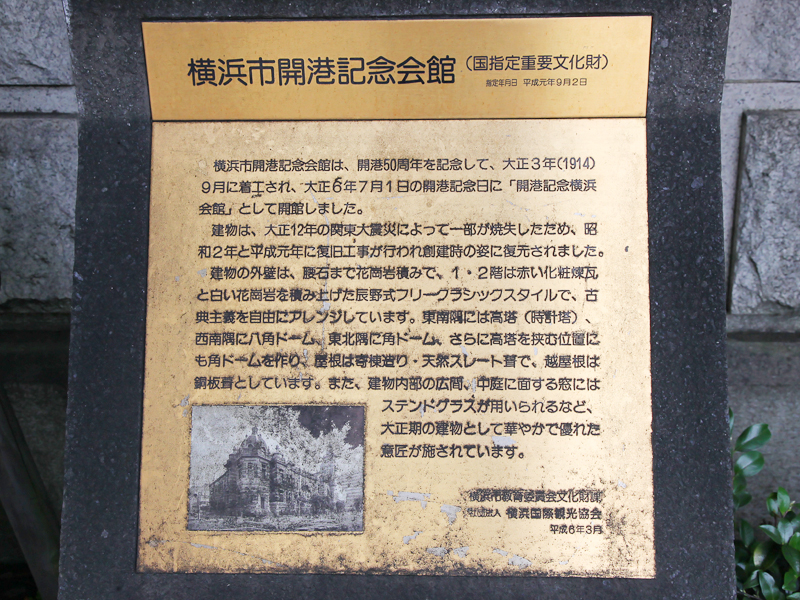 横浜市開港記念会館（国指定重要文化財）
指定年月日 平成元年9月2日
横浜市開港記念会館は、開港50周年を記念して、大正３年(1914)
９月に着工され、大正６年７月１日の開港記念日に「開港記念横浜
会館」として開館しました。
建物は、大正12年の関東大震災によって一部が焼失したため、昭
和２年と平成元年に復旧工事が行われ創建時の姿に復元されました。
建物の外壁は、腰石まで花崗岩積みで、１・２階は赤い化粧煉瓦
と白い花崗岩を積み上げた辰野式フリークラシックスタイルで、古
典主義を自由にアレンジしています。東南隅には高塔（時計塔）、
西南隅に八角ドーム、東北隅に角ドーム、さらに高塔を挟む位置に
も角ドームを作り、屋根は寄棟造り・天然スレート葺で、越屋根は
銅板葺としています。また、建物内部の広間、中庭に面する窓には
ステンドグラスが用いられるなど、
大正期の建物として華やかで優れた
意匠が施されています。
横浜市教育委員会文化財課
社団法人 横浜国際観光協会
平成６年３月